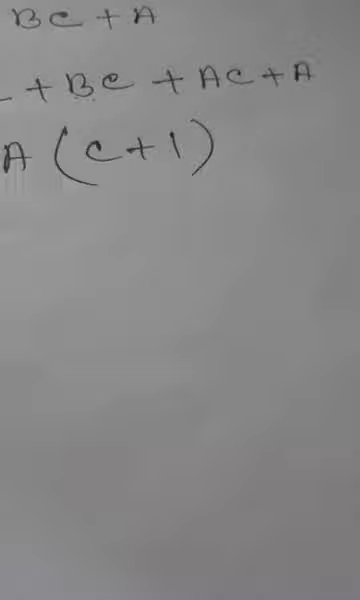 BC + A
+ BC + AC + A
A (C + 1)